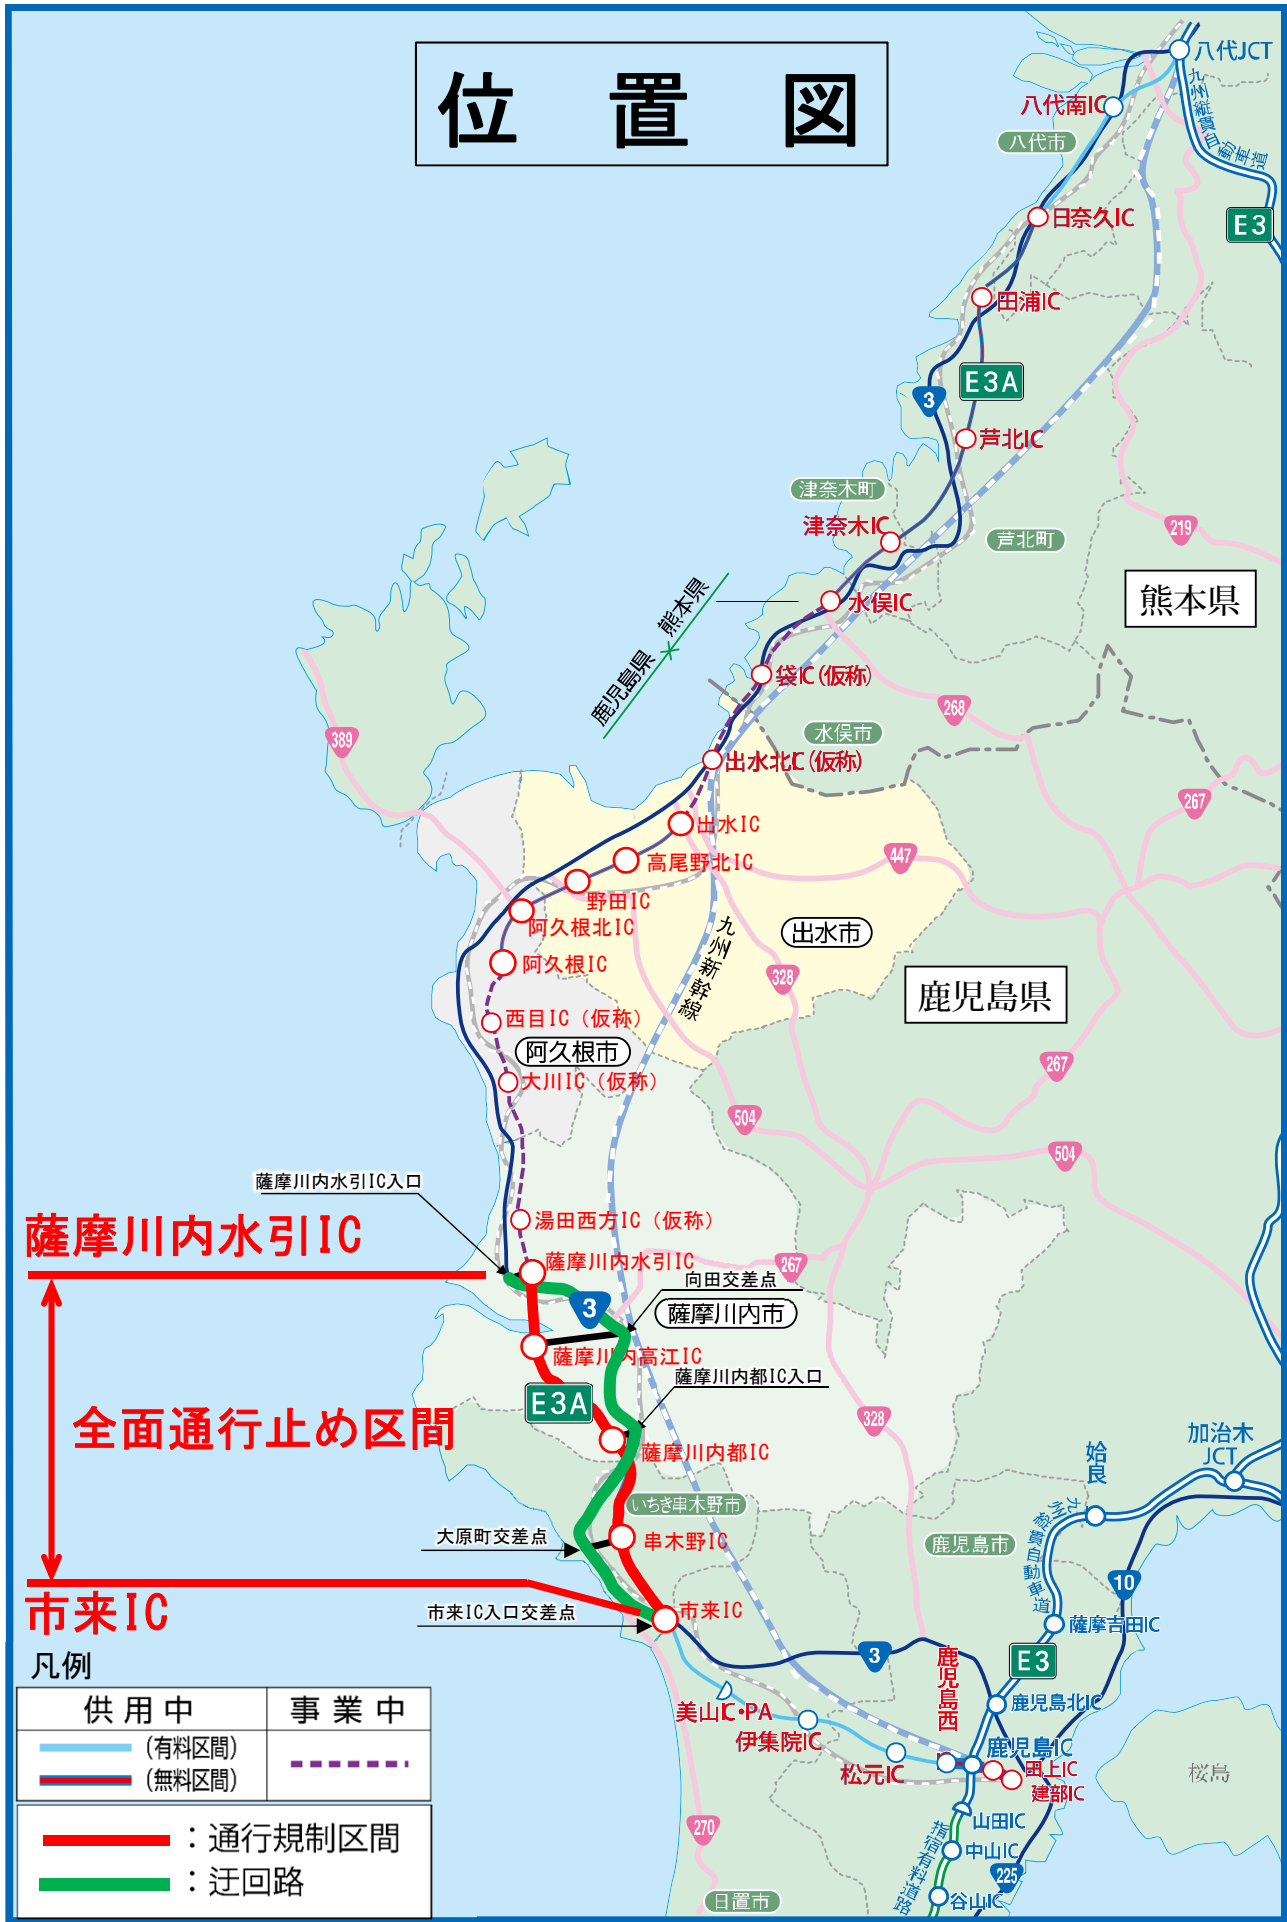 位置図
八代JCT
八代南IC
八代市
九州縦貫自動車道
日奈久IC
E3
田浦IC
E3A
3
芦北IC
津奈木町
津奈木IC
芦北町
219
熊本県
熊本県
鹿児島県
水俣IC
袋IC(仮称)
268
水俣市
389
出水北IC(仮称)
267
出水IC
高尾野北IC
447
野田IC
阿久根北IC
出水市
九州新幹線
阿久根IC
328
鹿児島県
西目IC(仮称)
阿久根市
大川IC(仮称)
267
504
504
薩摩川内水引IC入口
湯田西方IC(仮称)
薩摩川内水引IC
薩摩川内水引IC
267
向田交差点
3
薩摩川内市
薩摩川内高江IC
薩摩川内都IC入口
E3A
全面通行止め区間
328
薩摩川内都IC
加治木
JCT
姶良
いちき串木野市
九州縦貫自動車道
大原町交差点
串木野IC
鹿児島市
10
市来IC
市来IC入口交差点
市来IC
薩摩吉田IC
3
E3
鹿児島西
美山IC・PA
鹿児島北IC
伊集院IC
鹿児島IC
松元IC
田上IC
建部IC
桜島
山田IC
270
中山IC
指宿有料道路
225
谷山IC
日置市
凡例
供用中
事業中
(有料区間)
(無料区間)
：通行規制区間
：迂回路